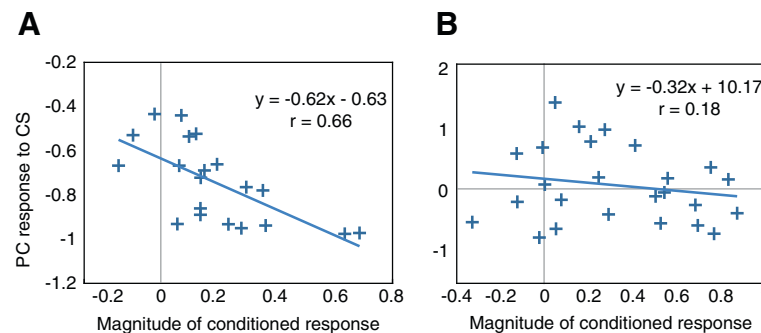 A
B
-0.2
-0.4
-0.6
-0.8
-1
-1.2
PC response to CS
y = -0.62x - 0.63
r = 0.66
-0.2 0 0.2 0.4 0.6 0.8
Magnitude of conditioned response
2
1
0
-1
y = -0.32x + 10.17
r = 0.18
-0.4 -0.2 0 0.2 0.4 0.6 0.8
Magnitude of conditioned response